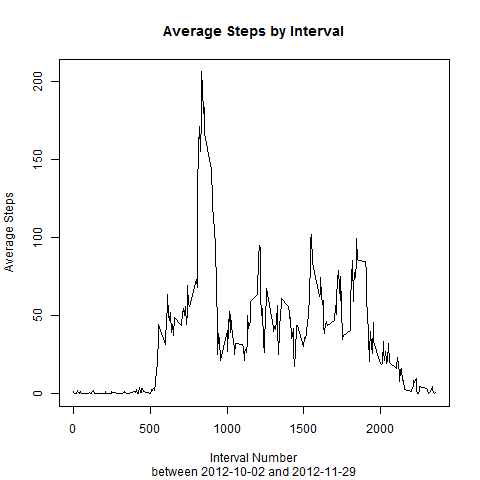 Average Steps by Interval
Average Steps
200
150
100
50
0
0 500 1000 1500 2000
Interval Number
between 2012-10-02 and 2012-11-29